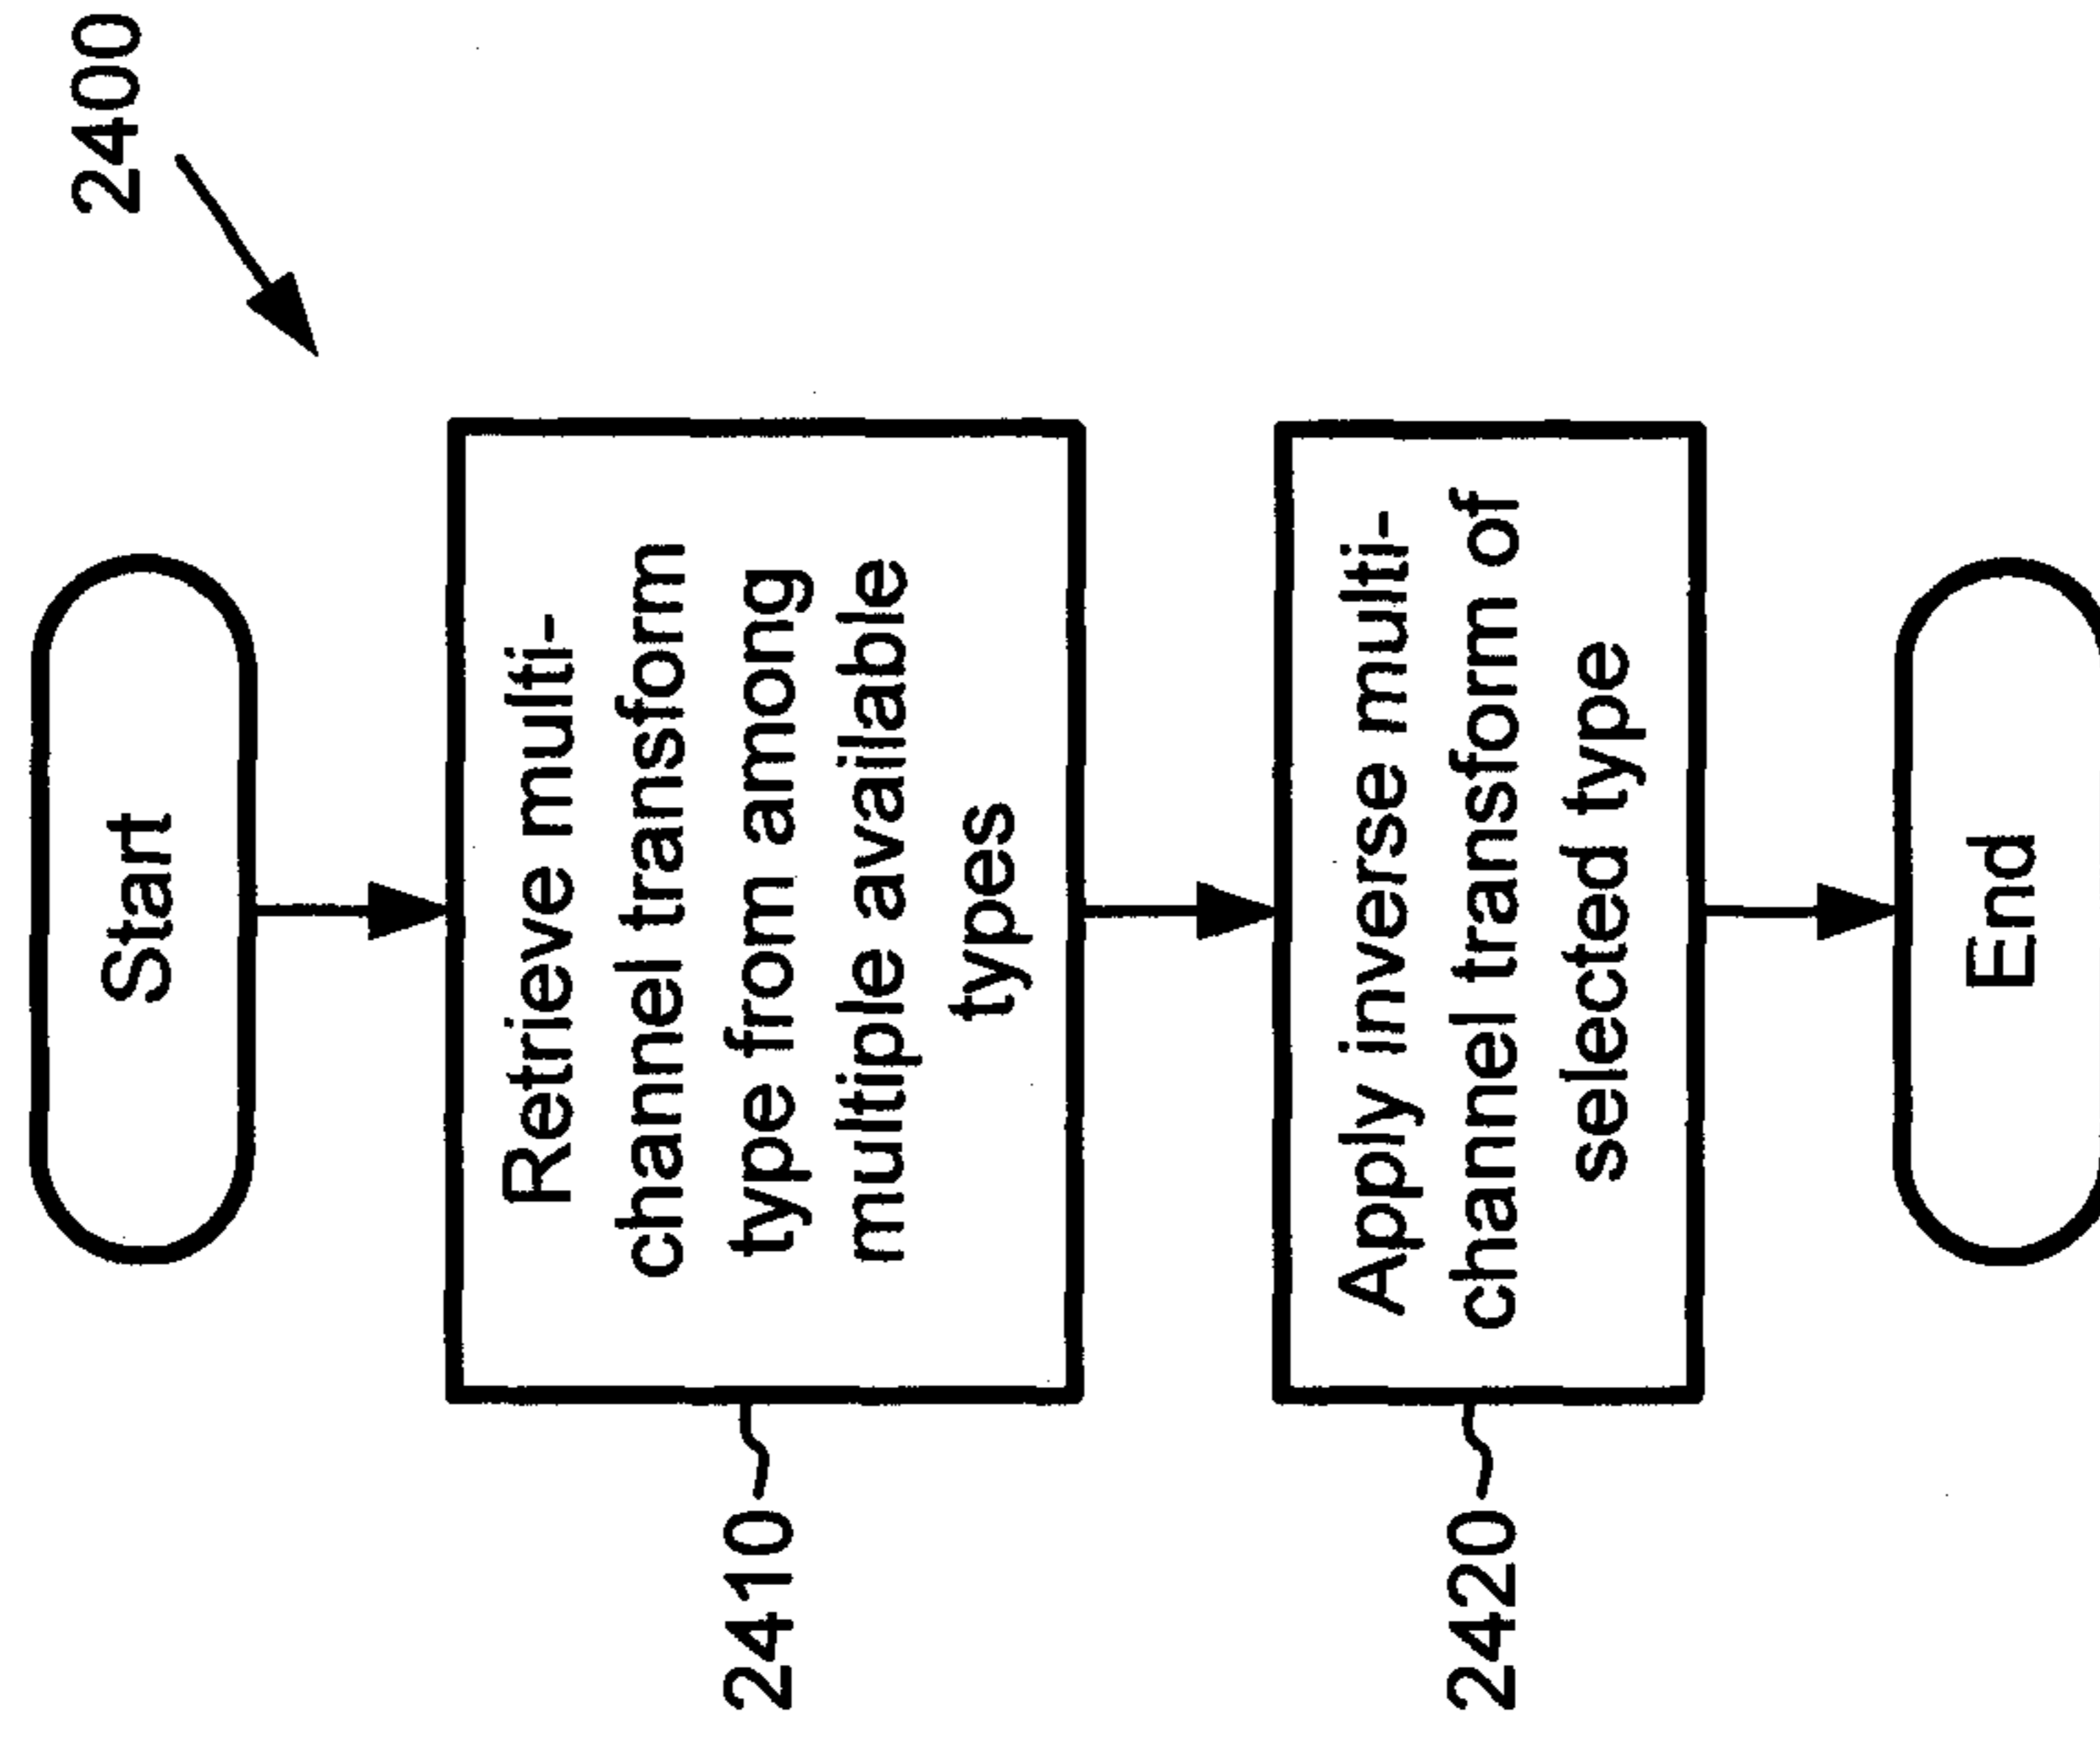 2400
Start
Retrieve multi-
channel transform
type from among
multiple available
types
2410
Apply inverse multi-
channel transform of
selected type
2420
End